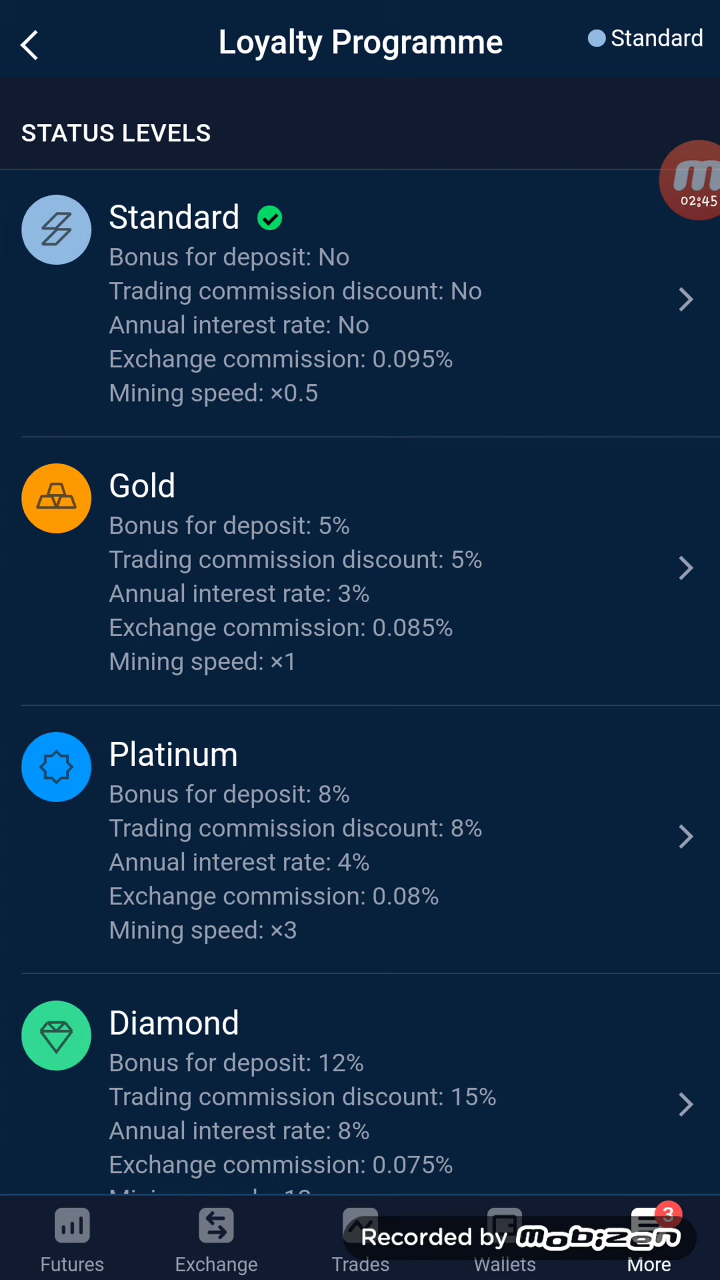 Loyalty Programme
Standard
STATUS LEVELS
m
02:45
Standard
Bonus for deposit: No
Trading commission discount: No
Annual interest rate: No
Exchange commission: 0.095%
Mining speed: ×0.5
Gold
Bonus for deposit: 5%
Trading commission discount: 5%
Annual interest rate: 3%
Exchange commission: 0.085%
Mining speed: ×1
Platinum
Bonus for deposit: 8%
Trading commission discount: 8%
Annual interest rate: 4%
Exchange commission: 0.08%
Mining speed: ×3
Diamond
Bonus for deposit: 12%
Trading commission discount: 15%
Annual interest rate: 8%
Exchange commission: 0.075%
3
Recorded by mobizen
Futures
Exchange
Trades
Wallets
More